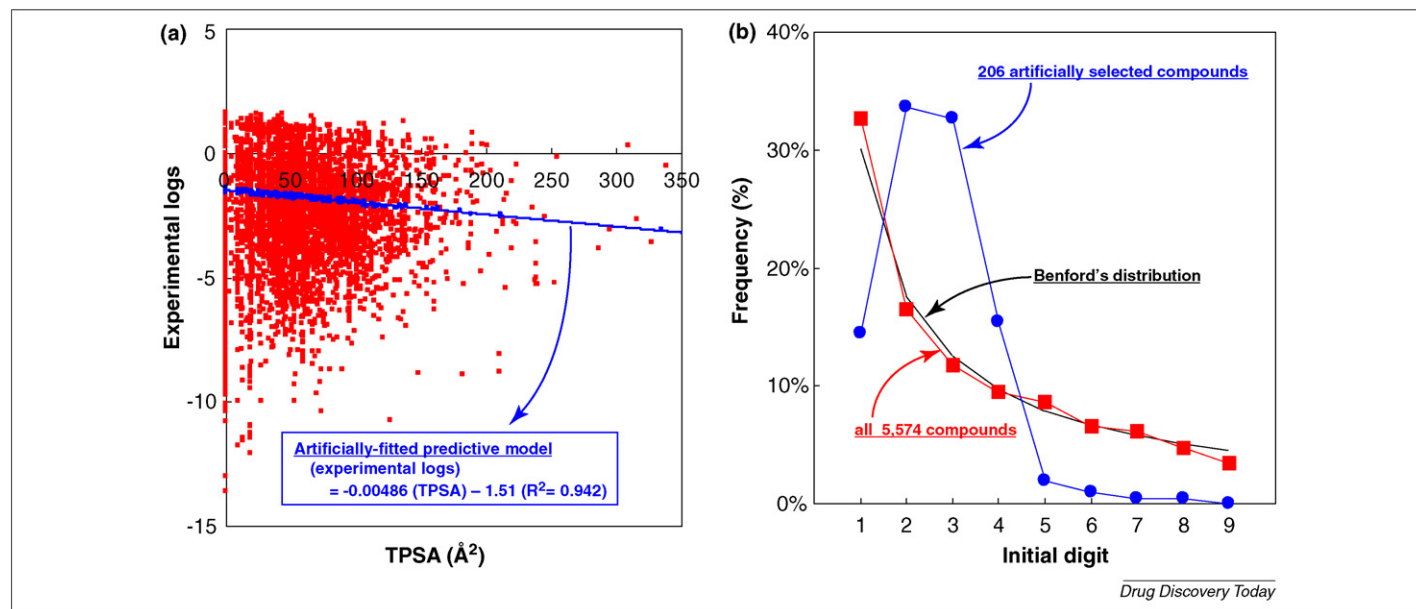 (a)
5
0
-5
-10
-15
0 50 100 150 200 250 300 350
Experimental logs
TPSA (Å²)
Artificially-fitted predictive model
(experimental logs)
= -0.00486 (TPSA) – 1.51 (R²= 0.942)
(b)
40%
30%
20%
10%
0%
Frequency (%)
206 artificially selected compounds
Benford’s distribution
all 5,574 compounds
1 2 3 4 5 6 7 8 9
Initial digit
Drug Discovery Today